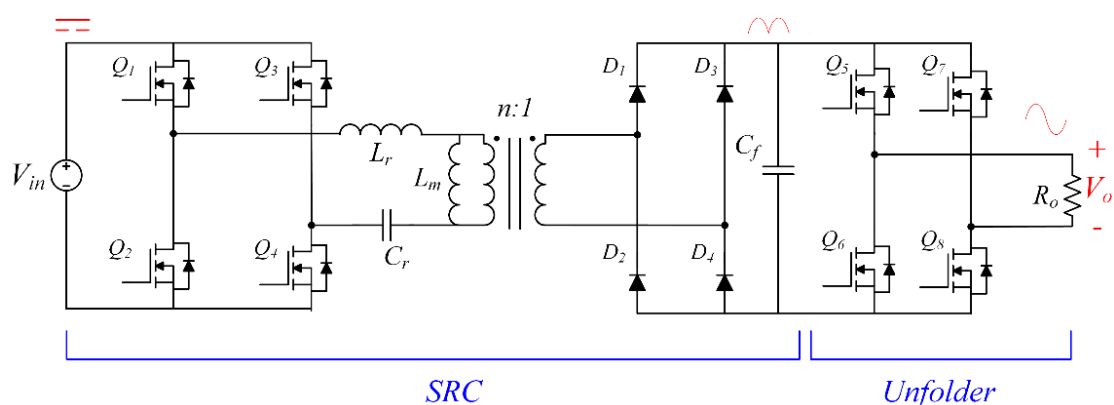 Q1
Q3
D1
D3
Q5
Q7
n:1
Lr
Lm
Vin
Cf
+
Ro
Vo
-
Q2
Q4
Cr
D2
D4
Q6
Q8
SRC
Unfolder